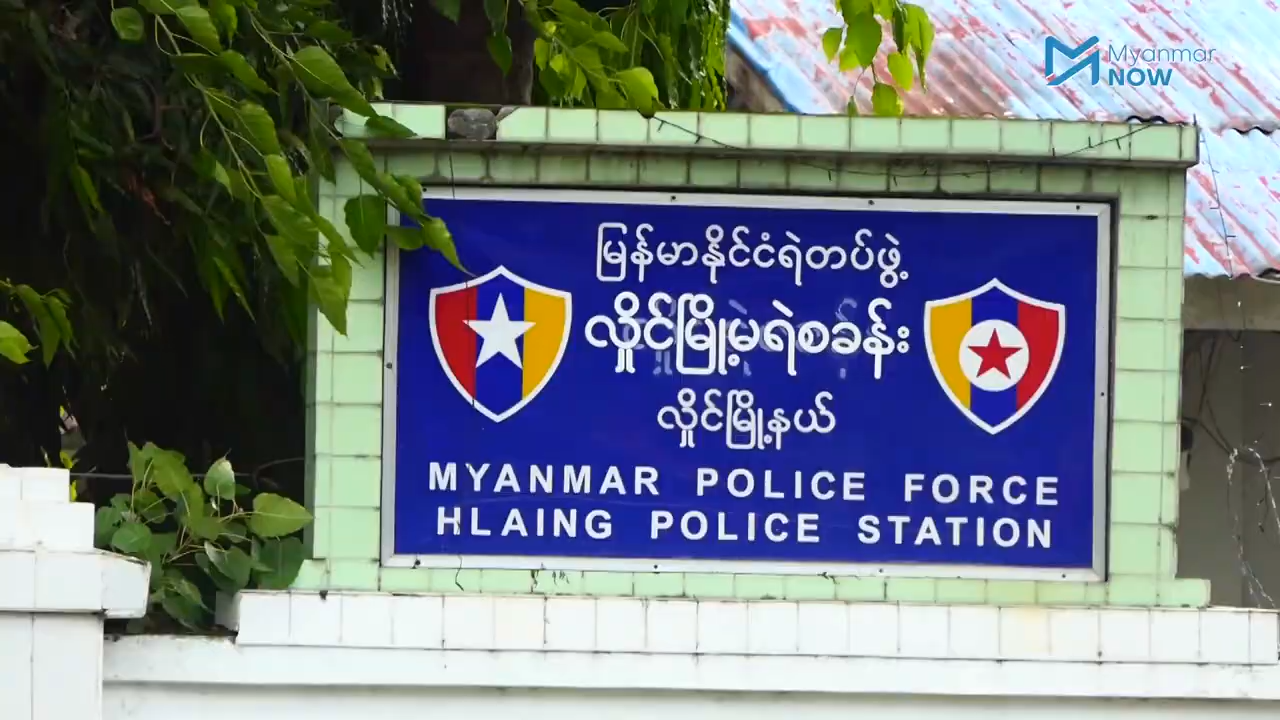 Myanmar
NOW
မြန်မာနိုင်ငံရဲတပ်ဖွဲ့
လှိုင်မြို့မရဲစခန်း
လှိုင်မြို့နယ်
MYANMAR POLICE FORCE
HLAING POLICE STATION